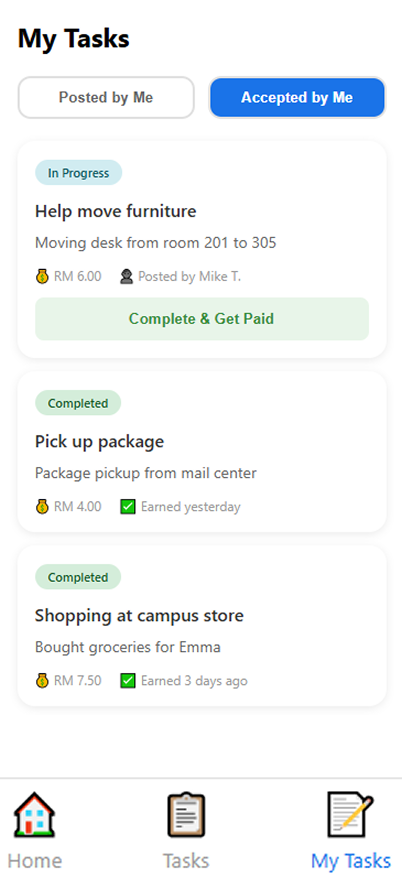 My Tasks
Posted by Me
Accepted by Me
In Progress
Help move furniture
Moving desk from room 201 to 305
RM 6.00 Posted by Mike T.
Complete & Get Paid
Completed
Pick up package
Package pickup from mail center
RM 4.00 Earned yesterday
Completed
Shopping at campus store
Bought groceries for Emma
RM 7.50 Earned 3 days ago
Home
Tasks
My Tasks